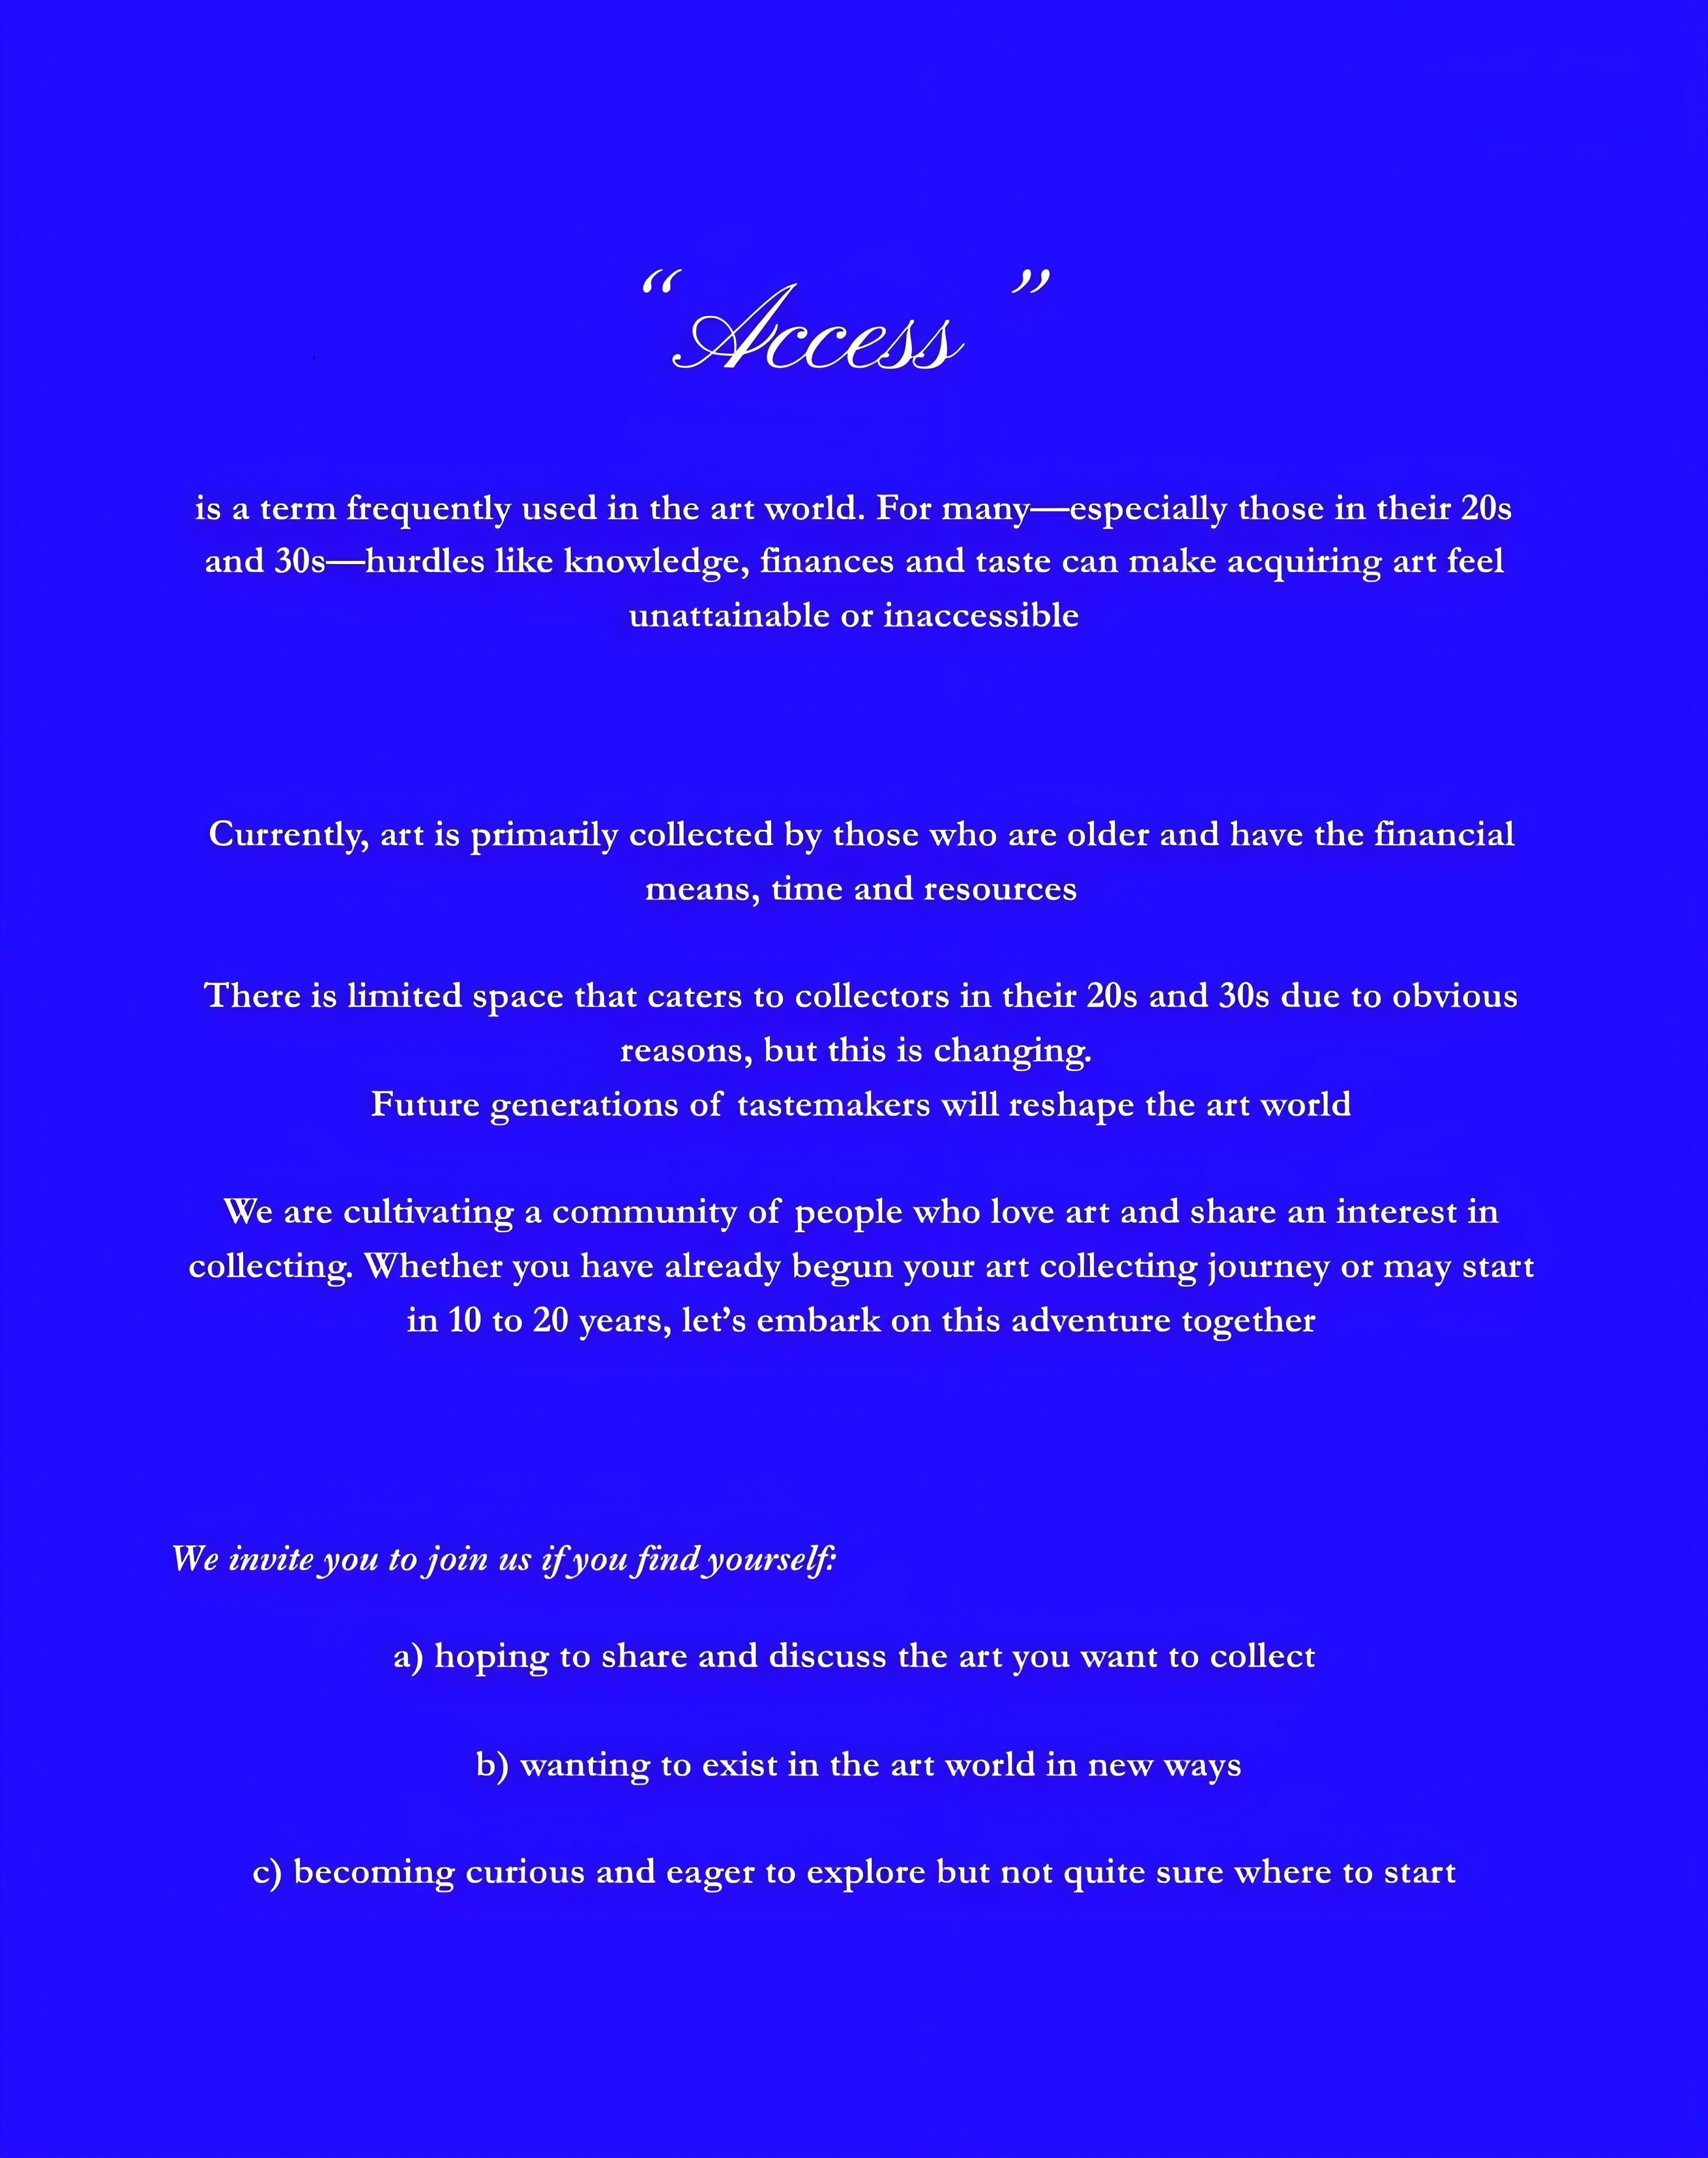 “Access ”
is a term frequently used in the art world. For many—especially those in their 20s
and 30s—hurdles like knowledge, finances and taste can make acquiring art feel
unattainable or inaccessible
Currently, art is primarily collected by those who are older and have the financial
means, time and resources
There is limited space that caters to collectors in their 20s and 30s due to obvious
reasons, but this is changing.
Future generations of tastemakers will reshape the art world
We are cultivating a community of people who love art and share an interest in
collecting. Whether you have already begun your art collecting journey or may start
in 10 to 20 years, let’s embark on this adventure together
We invite you to join us if you find yourself:
a) hoping to share and discuss the art you want to collect
b) wanting to exist in the art world in new ways
c) becoming curious and eager to explore but not quite sure where to start